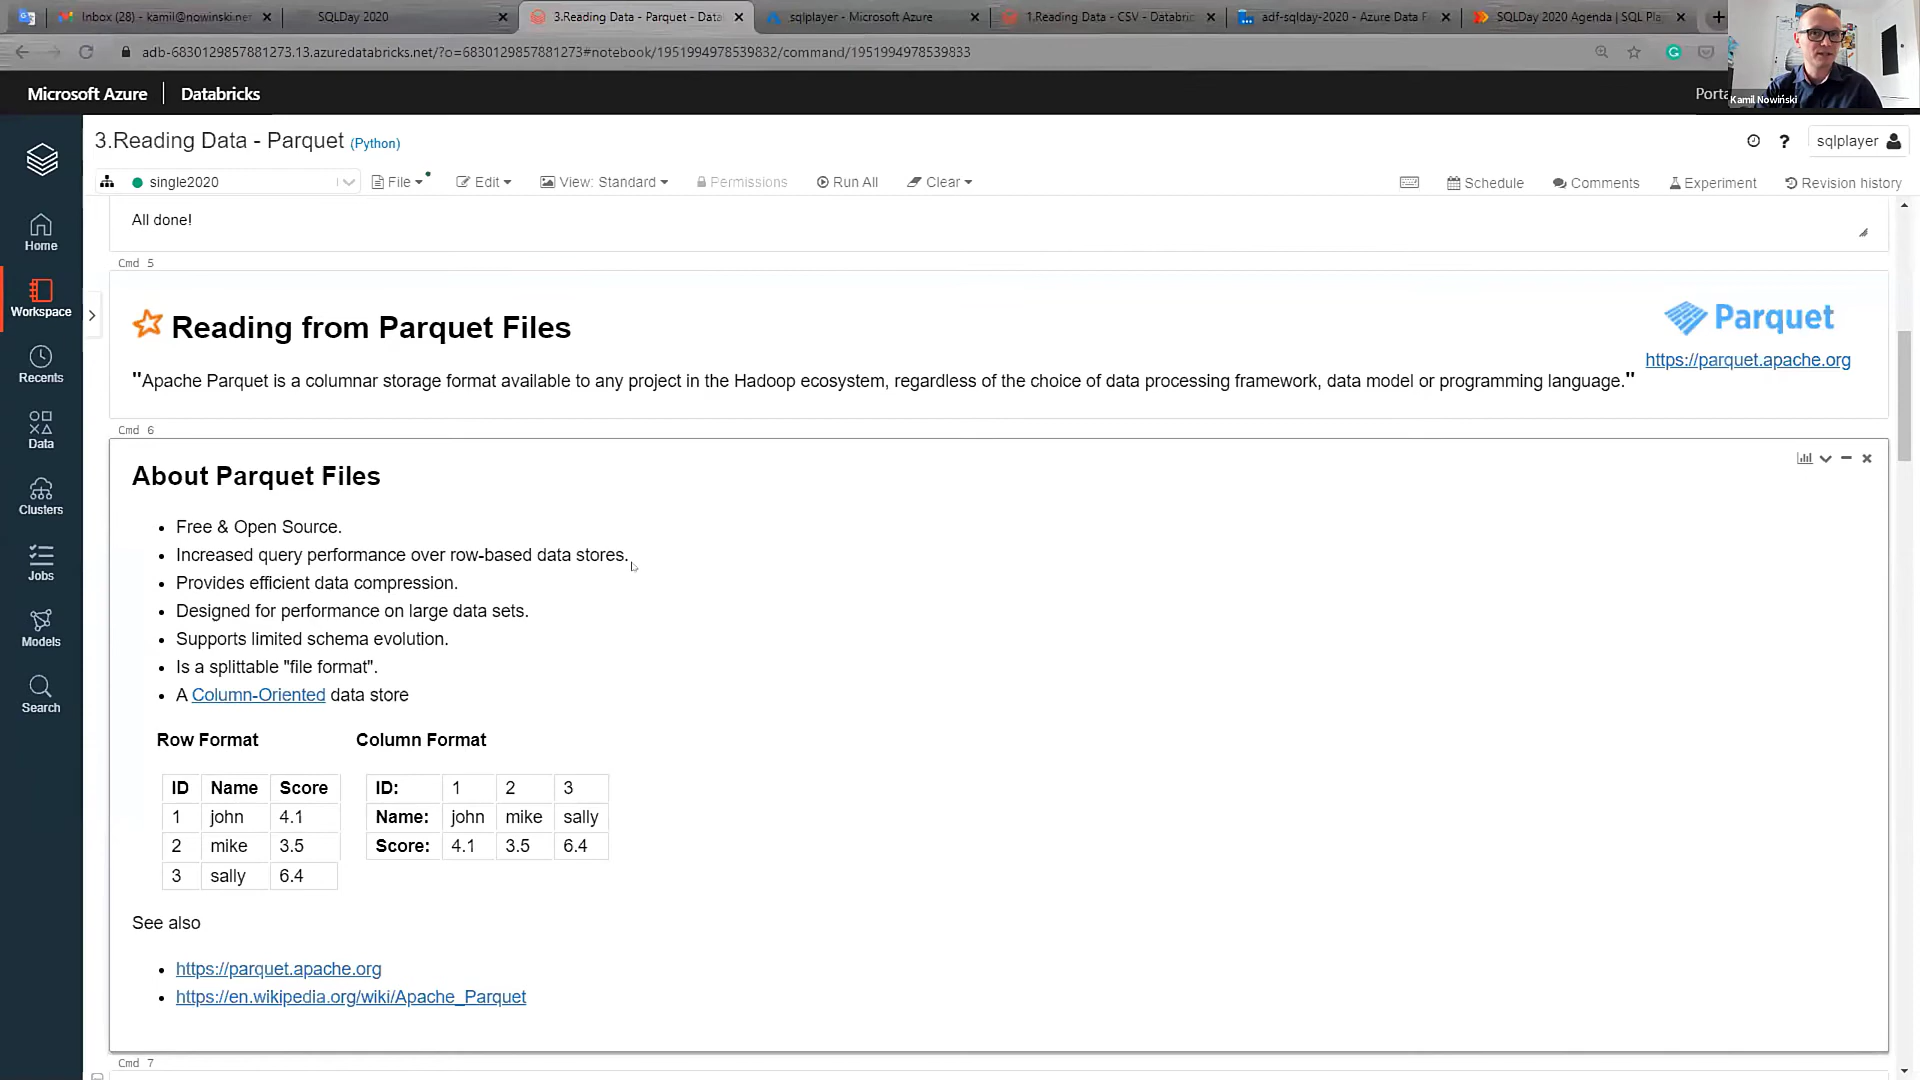 Inbox (28) - kamil@nowinski.net
SQLDay 2020
3.Reading Data - Parquet - Data
sqlplayer - Microsoft Azure
1.Reading Data - CSV - Databric
adf-sqlday-2020 - Azure Data F
SQLDay 2020 Agenda | SQL Pla
adb-6830129857881273.13.azuredatabricks.net/?o=6830129857881273#notebook/1951994978539832/command/1951994978539833
Microsoft Azure
Databricks
Porta
Kamil Nowiński
3.Reading Data - Parquet (Python)
? sqlplayer
single2020
File
Edit
View: Standard
Permissions
Run All
Clear
Schedule
Comments
Experiment
Revision history
Home
Workspace
Recents
Data
Clusters
Jobs
Models
Search
All done!
Cmd 5
Reading from Parquet Files
Parquet
https://parquet.apache.org
"Apache Parquet is a columnar storage format available to any project in the Hadoop ecosystem, regardless of the choice of data processing framework, data model or programming language."
Cmd 6
About Parquet Files
• Free & Open Source.
• Increased query performance over row-based data stores.
• Provides efficient data compression.
• Designed for performance on large data sets.
• Supports limited schema evolution.
• Is a splittable "file format".
• A Column-Oriented data store
Row Format
ID Name Score
1 john 4.1
2 mike 3.5
3 sally 6.4
Column Format
ID: 1 2 3
Name: john mike sally
Score: 4.1 3.5 6.4
See also
• https://parquet.apache.org
• https://en.wikipedia.org/wiki/Apache_Parquet
Cmd 7